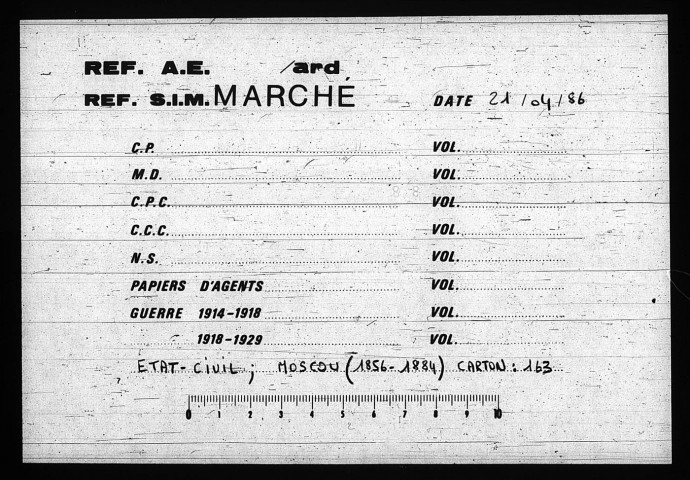 REF. A.E. /ard
REF. S.I.M. MARCHÉ DATE 21/04/86
C.P. VOL.
M.D. VOL.
C.P.C. VOL.
C.C.C. VOL.
N.S. VOL.
PAPIERS D'AGENTS VOL.
GUERRE 1914-1918 VOL.
1918-1929 VOL.
ETAT-CIVIL ; MOSCOU (1856-1884) CARTON : 163
0 1 2 3 4 5 6 7 8 9 10